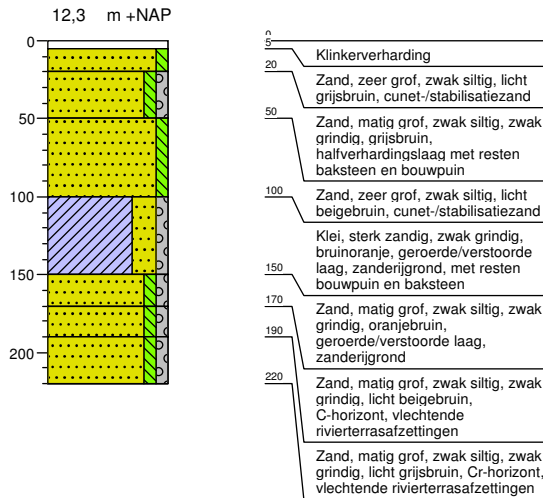 12,3 m +NAP
0
50
100
150
200
0
5
Klinkerverharding
20
Zand, zeer grof, zwak siltig, licht
grijsbruin, cunet-/stabilisatiezand
50
Zand, matig grof, zwak siltig, zwak
grindig, grijsbruin,
halfverhardingslaag met resten
baksteen en bouwpuin
100
Zand, zeer grof, zwak siltig, licht
beigebruin, cunet-/stabilisatiezand
Klei, sterk zandig, zwak grindig,
bruinoranje, geroerde/verstoorde
laag, zanderijgrond, met resten
bouwpuin en baksteen
150
Zand, matig grof, zwak siltig, zwak
grindig, oranjebruin,
geroerde/verstoorde laag,
zanderijgrond
170
190
Zand, matig grof, zwak siltig, zwak
grindig, licht beigebruin,
C-horizont, vlechtende
rivierterrasafzettingen
220
Zand, matig grof, zwak siltig, zwak
grindig, licht grijsbruin, Cr-horizont,
vlechtende rivierterrasafzettingen